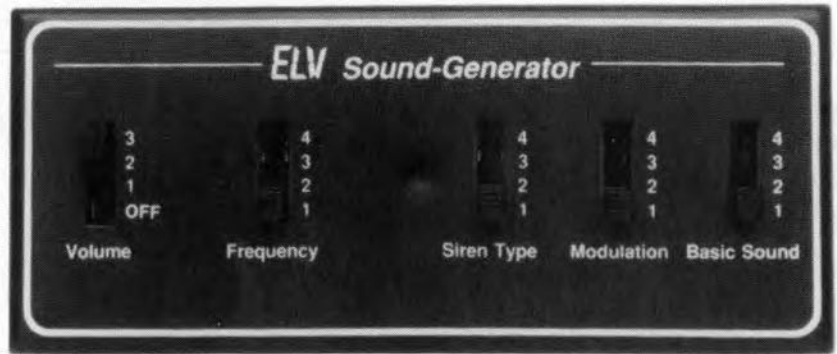 ELV Sound-Generator
3 4 4 4 4
2 3 3 3 3
1 2 2 2 2
OFF 1 1 1 1
Volume Frequency Siren Type Modulation Basic Sound